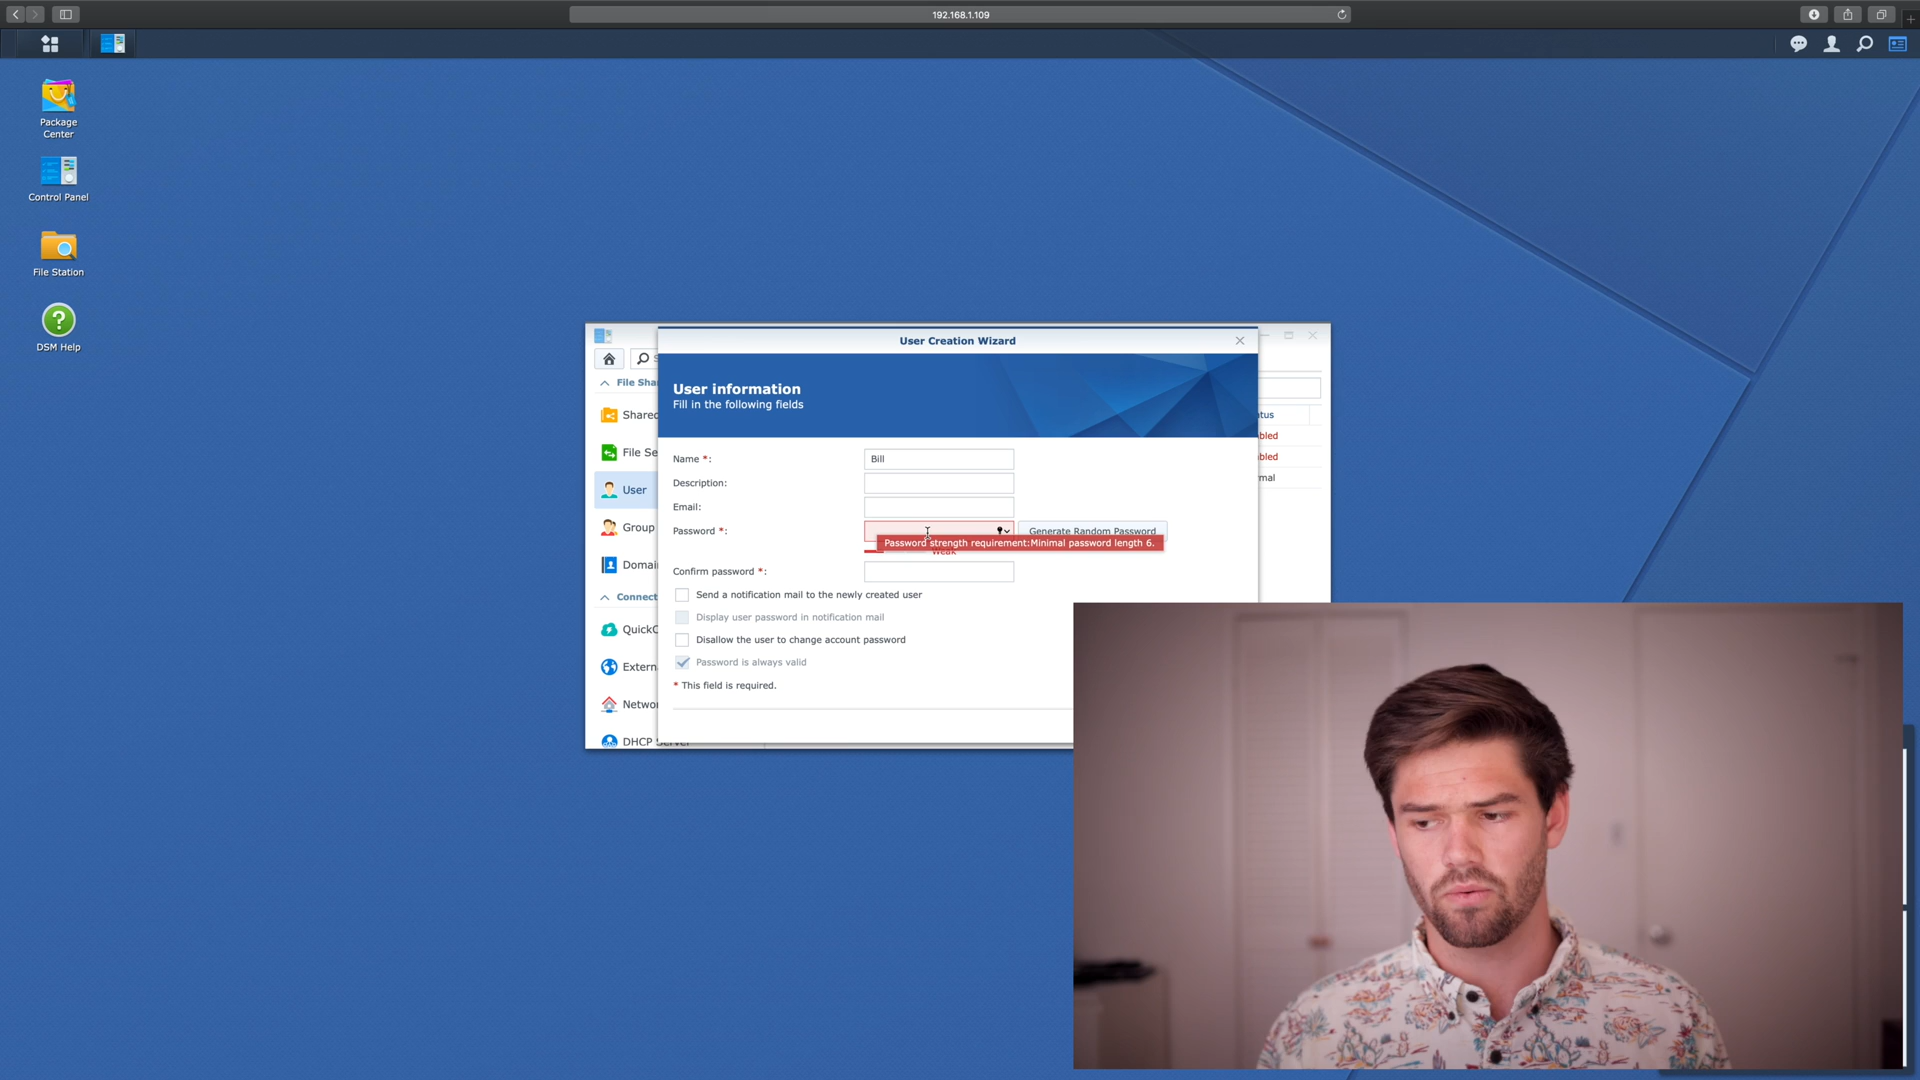 192.168.1.109
Package
Center
Control Panel
File Station
DSM Help
User Creation Wizard
User information
Fill in the following fields
File Sha
Shared
File Se
User
Group
Domai
Connect
QuickC
Extern
Networ
DHCP Server
tus
bled
bled
mal
Name *:
Bill
Description:
Email:
Password *:
Generate Random Password
Password strength requirement:Minimal password length 6.
Weak
Confirm password *:
Send a notification mail to the newly created user
Display user password in notification mail
Disallow the user to change account password
Password is always valid
* This field is required.